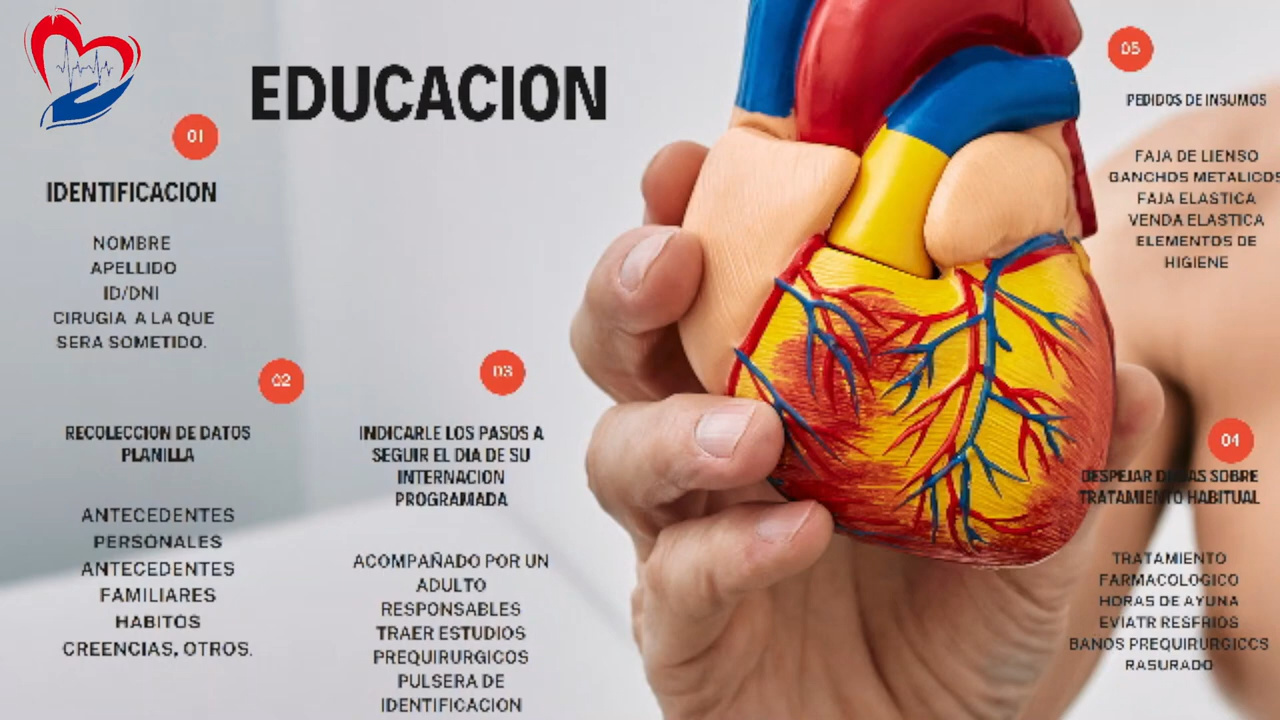 EDUCACION
01
IDENTIFICACION
NOMBRE
APELLIDO
ID/DNI
CIRUGIA A LA QUE
SERA SOMETIDO.
02
RECOLECCION DE DATOS
PLANILLA
ANTECEDENTES
PERSONALES
ANTECEDENTES
FAMILIARES
HABITOS
CREENCIAS, OTROS.
03
INDICARLE LOS PASOS A
SEGUIR EL DIA DE SU
INTERNACION
PROGRAMADA
ACOMPAÑADO POR UN
ADULTO
RESPONSABLES
TRAER ESTUDIOS
PREQUIRURGICOS
PULSERA DE
IDENTIFICACION
04
DESPEJAR DUDAS SOBRE
TRATAMIENTO HABITUAL
TRATAMIENTO
FARMACOLOGICO
HORAS DE AYUNA
EVIATR RESFRIOS
BANOS PREQUIRURGICCS
RASURADO
05
PEDIDOS DE INSUMOS
FAJA DE LIENSO
GANCHOS METALICOS
FAJA ELASTICA
VENDA ELASTICA
ELEMENTOS DE
HIGIENE